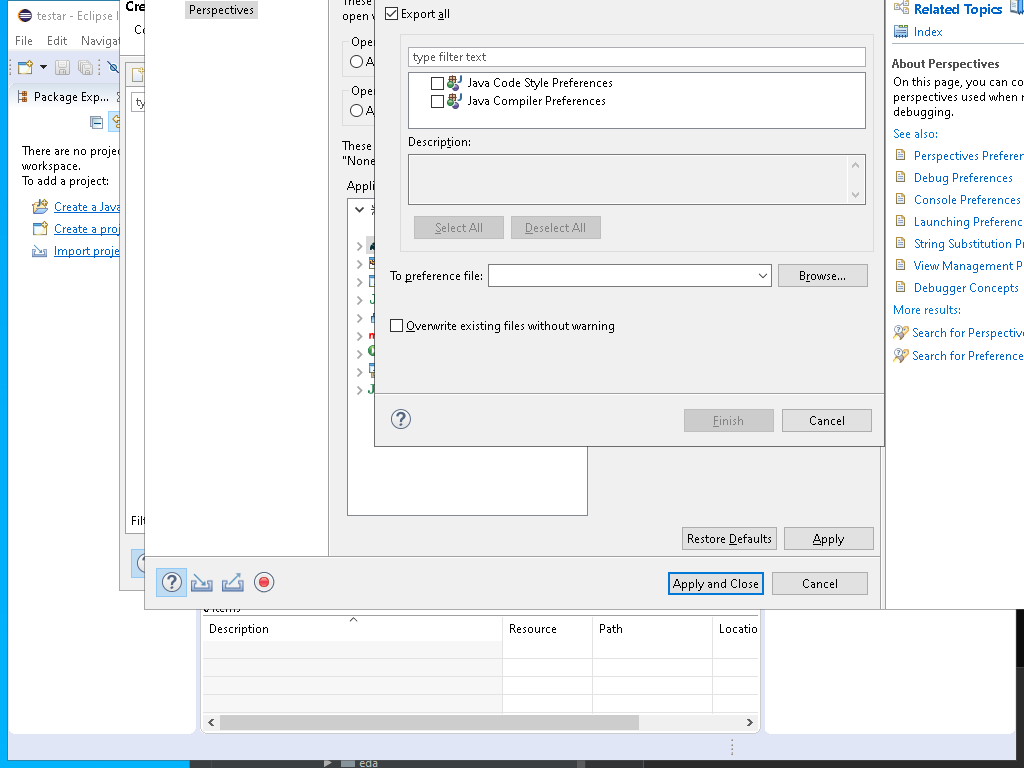 testar - Eclipse I
File Edit Navigat
Package Exp...
There are no proje
workspace.
To add a project:
Create a Java
Create a proj
Import proje
Cre
ty
Filt
Perspectives
These
open v
Ope
A
Ope
A
These
"None
Appli
Export all
type filter text
Java Code Style Preferences
Java Compiler Preferences
Description:
Select All
Deselect All
To preference file:
Browse...
Overwrite existing files without warning
Finish
Cancel
Restore Defaults
Apply
Apply and Close
Cancel
Related Topics
Index
About Perspectives
On this page, you can co
perspectives used when r
debugging.
See also:
Perspectives Preferen
Debug Preferences
Console Preferences
Launching Preferenc
String Substitution Pr
View Management P
Debugger Concepts
More results:
Search for Perspective
Search for Preference
Description
Resource
Path
Locatio
eda